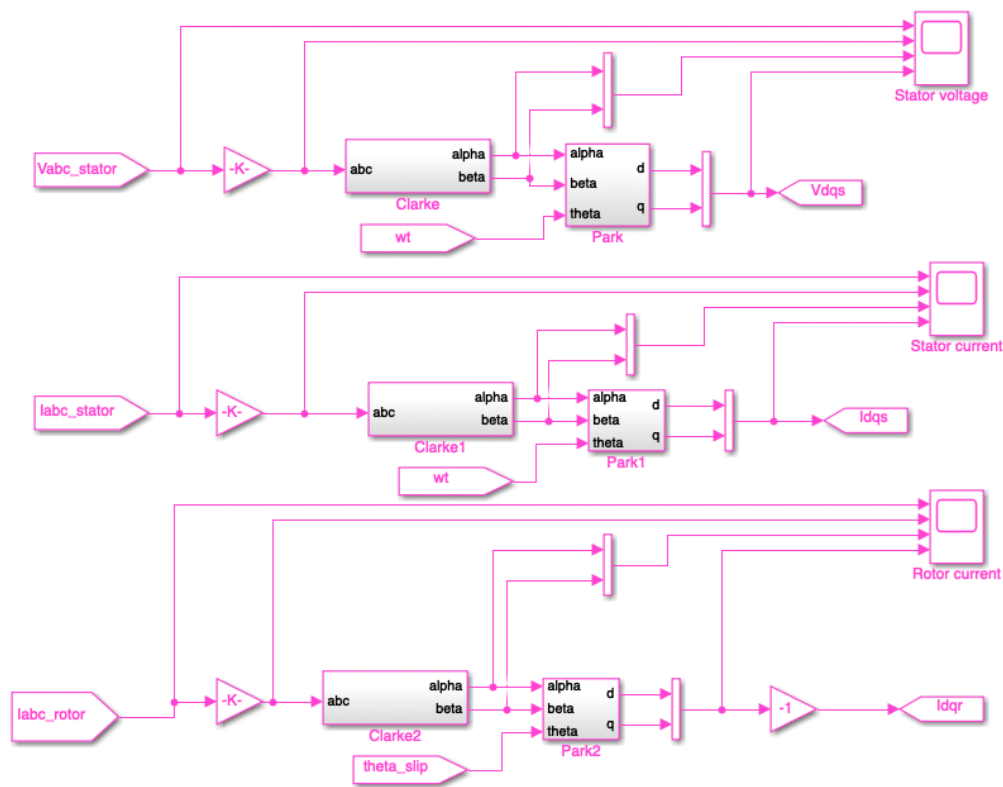 Stator voltage
Vabc_stator
-K-
abc
alpha
beta
Clarke
alpha
beta
theta
d
q
Park
wt
Vdqs
Stator current
Iabc_stator
-K-
abc
alpha
beta
Clarke1
alpha
beta
theta
d
q
Park1
wt
Idqs
Rotor current
Iabc_rotor
-K-
abc
alpha
beta
Clarke2
alpha
beta
theta
d
q
Park2
theta_slip
-1
Idqr